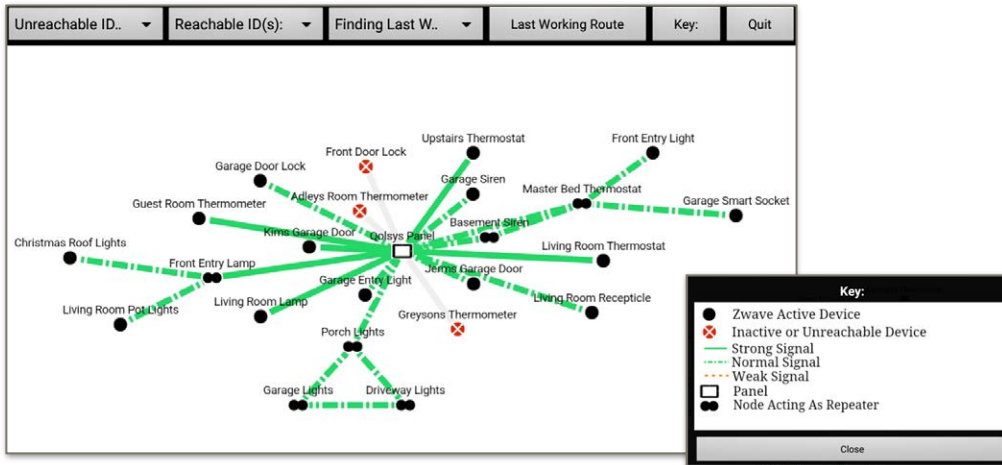 Unreachable ID..
Reachable ID(s):
Finding Last W..
Last Working Route
Key:
Quit
Upstairs Thermostat
Front Entry Light
Front Door Lock
Garage Door Lock
Garage Siren
Master Bed Thermostat
Adleys Room Thermometer
Guest Room Thermometer
Garage Smart Socket
Basement Siren
Kims Garage Door
Qolsys Panel
Christmas Roof Lights
Living Room Thermostat
Front Entry Lamp
Jerms Garage Door
Garage Entry Light
Living Room Recepticle
Living Room Lamp
Living Room Pot Lights
Greysons Thermometer
Porch Lights
Garage Lights
Driveway Lights
Key:
Zwave Active Device
Inactive or Unreachable Device
Strong Signal
Normal Signal
Weak Signal
Panel
Node Acting As Repeater
Close